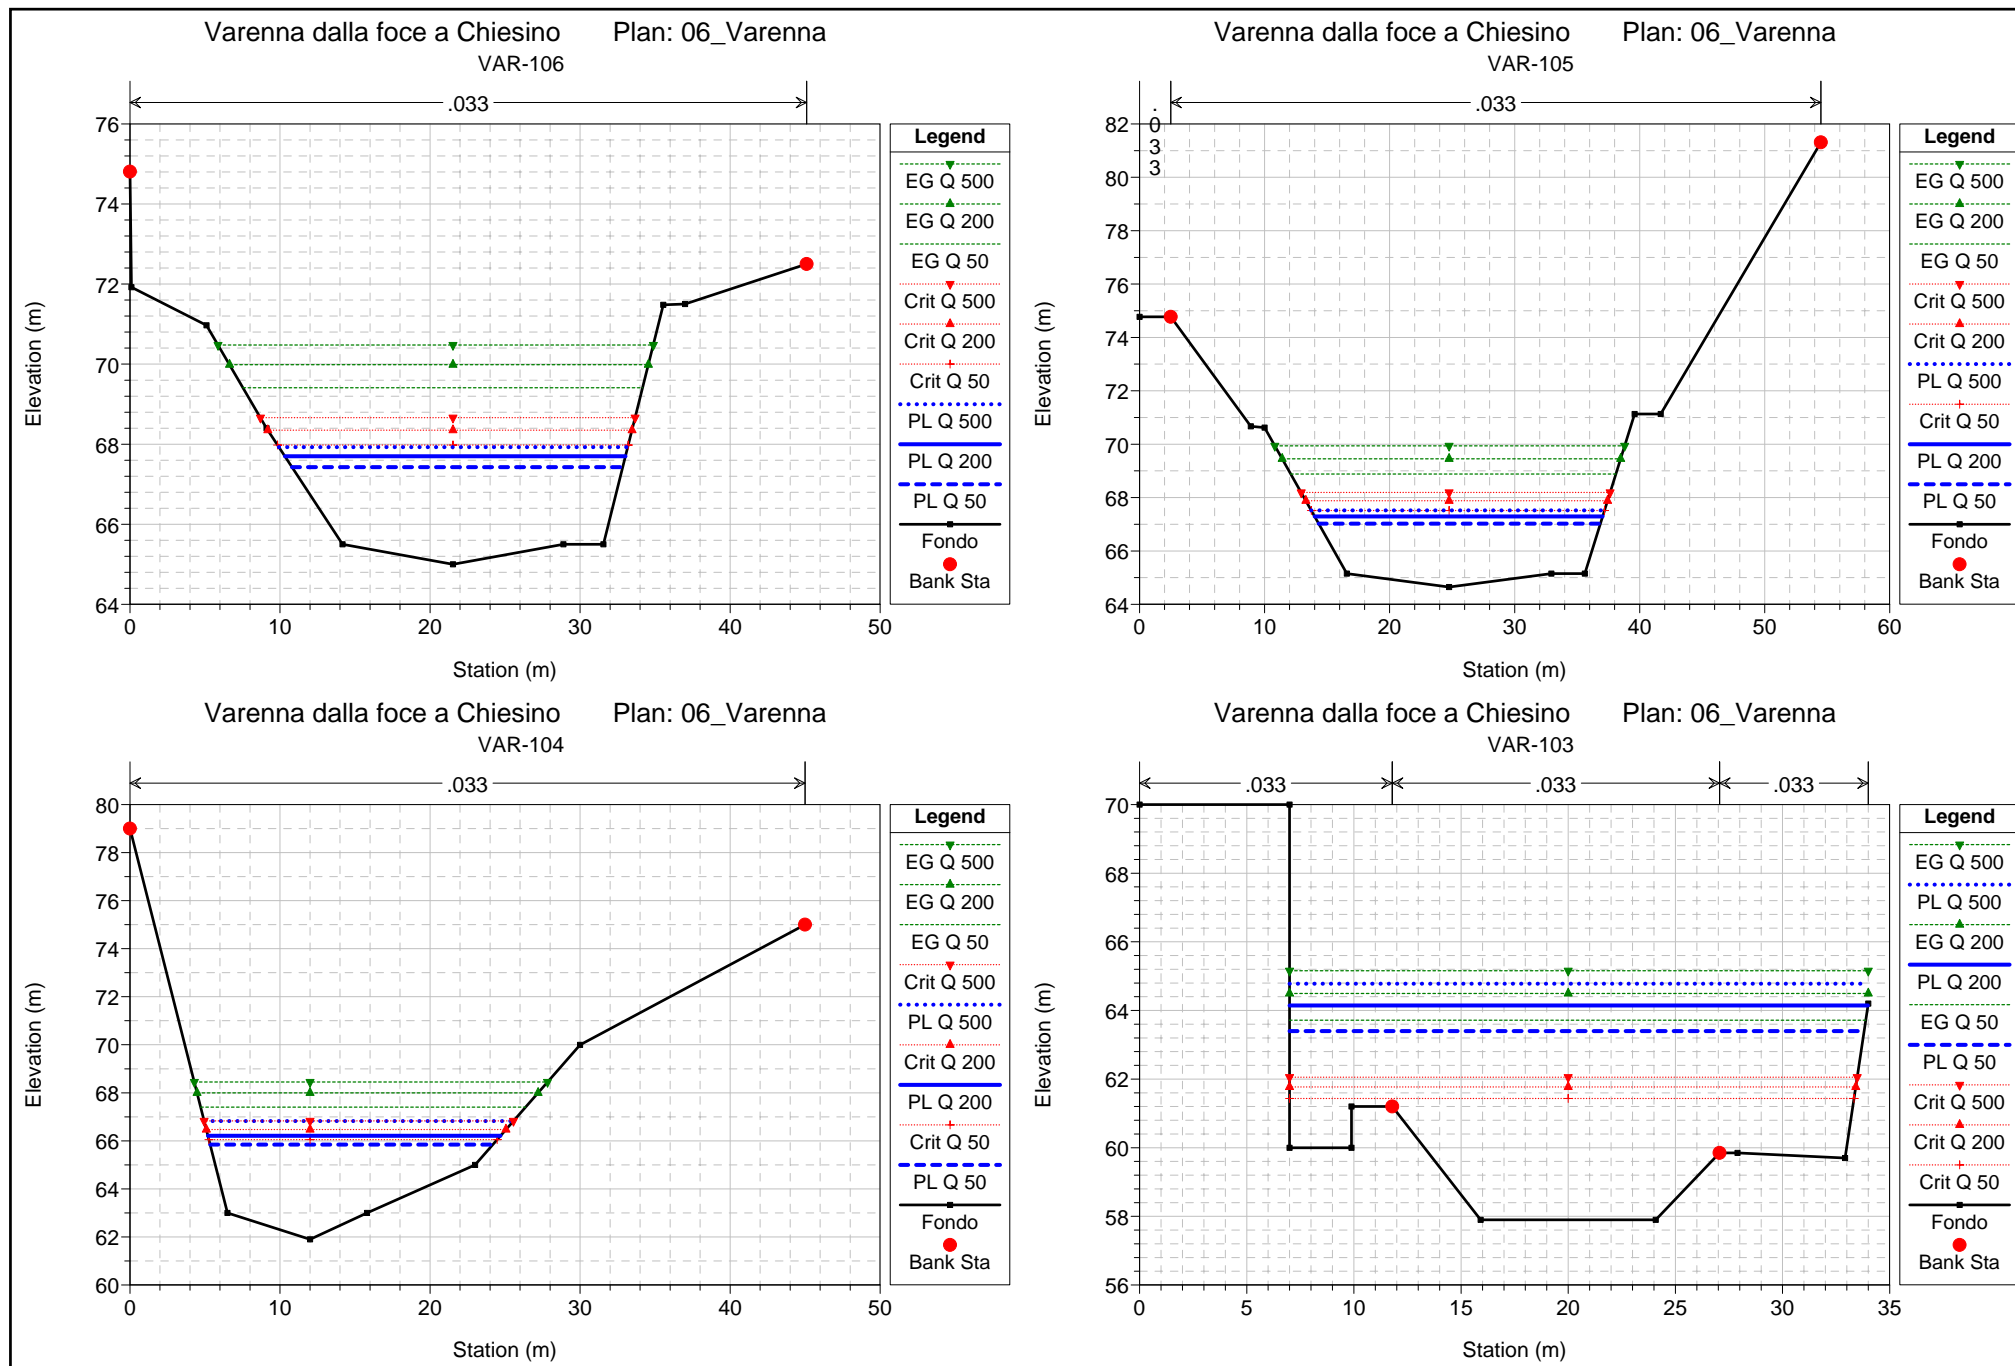 Varenna dalla foce a Chiesino Plan: 06_Varenna
VAR-106
.033
76
74
72
70
68
66
64
0 10 20 30 40 50
Elevation (m)
Station (m)
Legend
EG Q 500
EG Q 200
EG Q 50
Crit Q 500
Crit Q 200
Crit Q 50
PL Q 500
PL Q 200
PL Q 50
Fondo
Bank Sta
Varenna dalla foce a Chiesino Plan: 06_Varenna
VAR-105
.033
.033
82
80
78
76
74
72
70
68
66
64
0 10 20 30 40 50 60
Elevation (m)
Station (m)
Legend
EG Q 500
EG Q 200
EG Q 50
Crit Q 500
Crit Q 200
PL Q 500
Crit Q 50
PL Q 200
PL Q 50
Fondo
Bank Sta
Varenna dalla foce a Chiesino Plan: 06_Varenna
VAR-104
.033
80
78
76
74
72
70
68
66
64
62
60
0 10 20 30 40 50
Elevation (m)
Station (m)
Legend
EG Q 500
EG Q 200
EG Q 50
Crit Q 500
PL Q 500
Crit Q 200
PL Q 200
Crit Q 50
PL Q 50
Fondo
Bank Sta
Varenna dalla foce a Chiesino Plan: 06_Varenna
VAR-103
.033 .033 .033
70
68
66
64
62
60
58
56
0 5 10 15 20 25 30 35
Elevation (m)
Station (m)
Legend
EG Q 500
PL Q 500
EG Q 200
PL Q 200
EG Q 50
PL Q 50
Crit Q 500
Crit Q 200
Crit Q 50
Fondo
Bank Sta